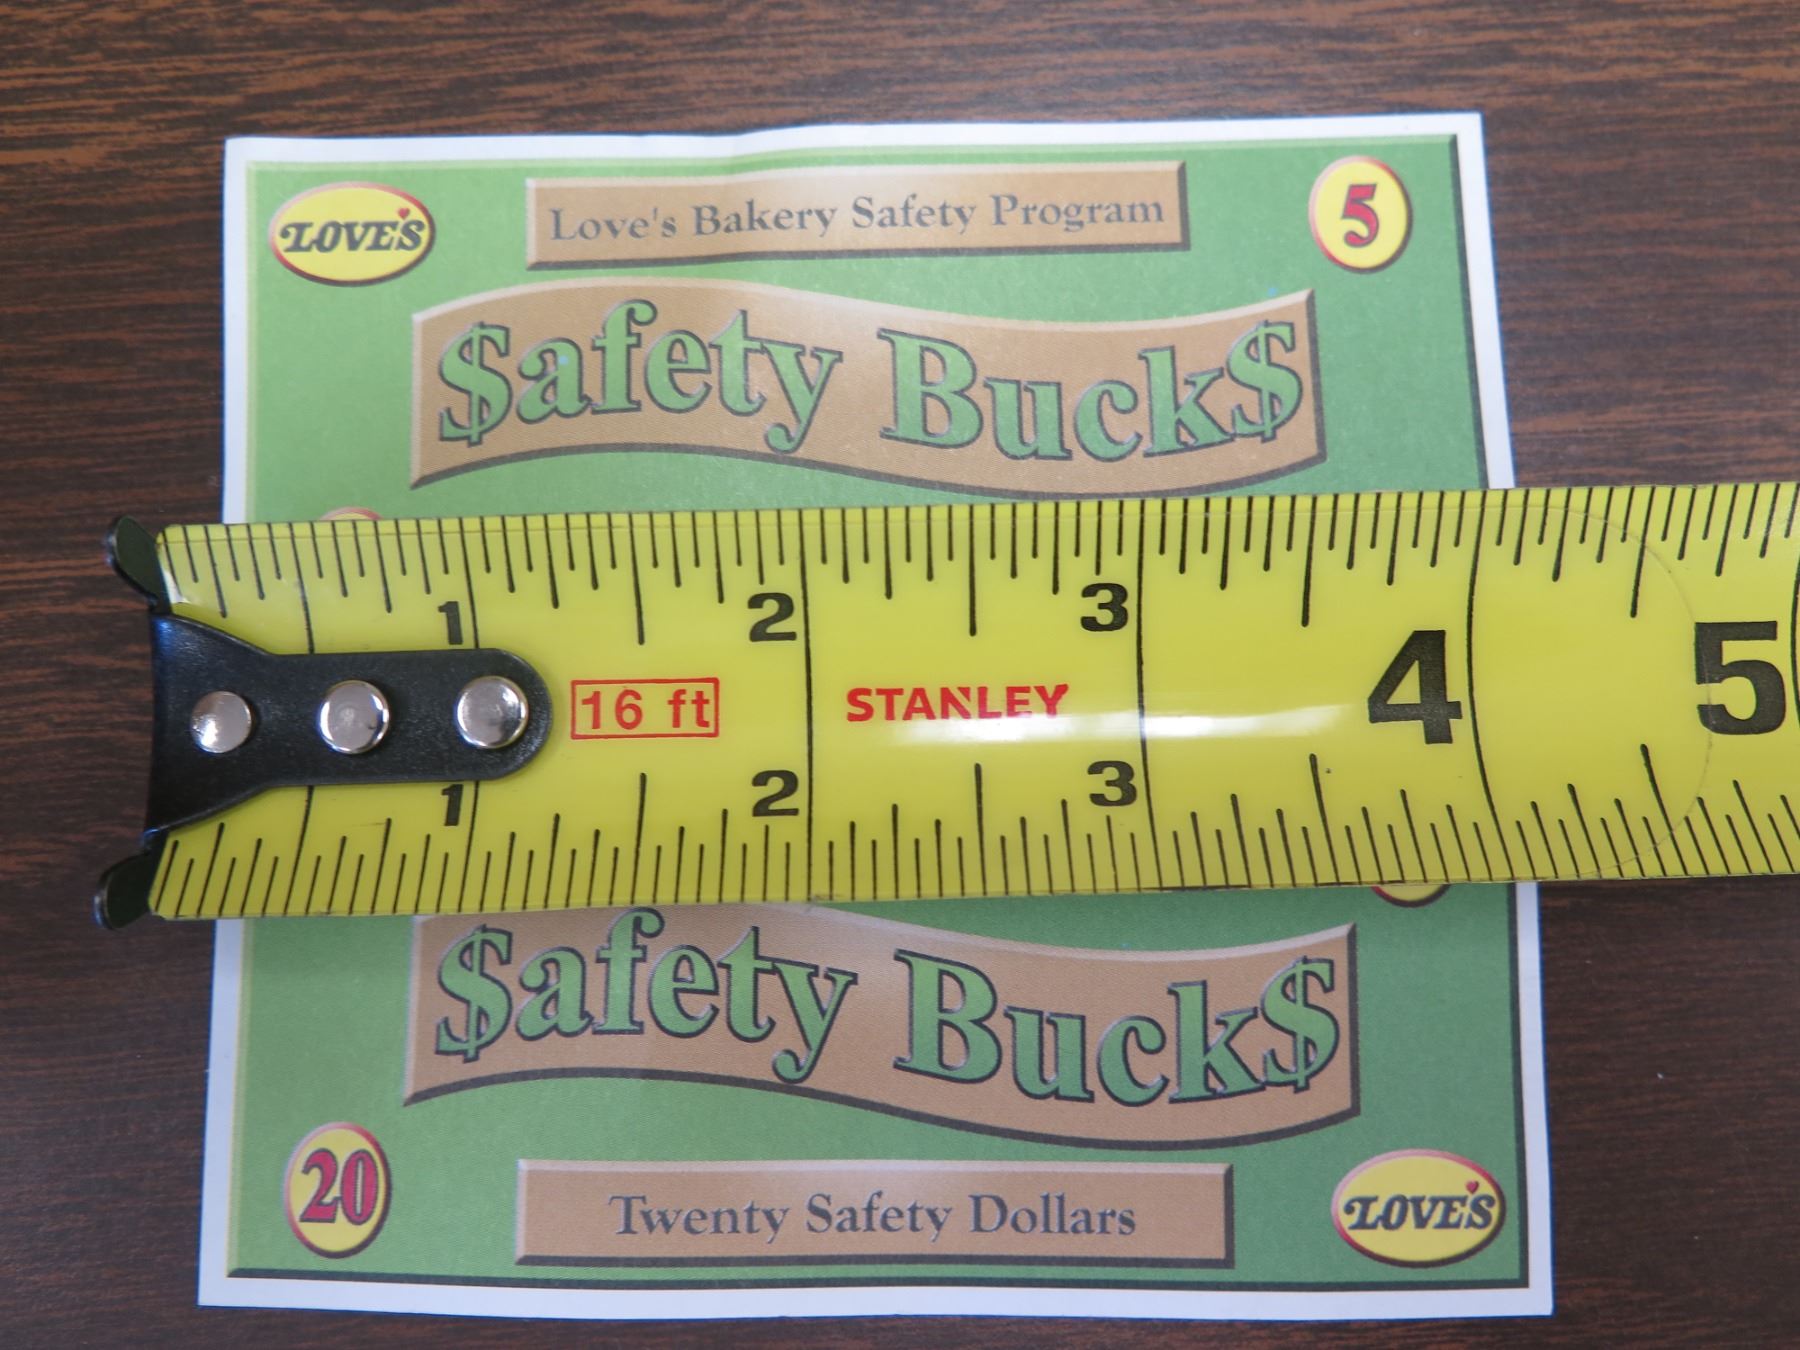 LOVE'S
Love's Bakery Safety Program
5
$afety Buck$
1 2 3 4 5
16 ft STANLEY
1 2 3
$afety Buck$
20
Twenty Safety Dollars
LOVE'S